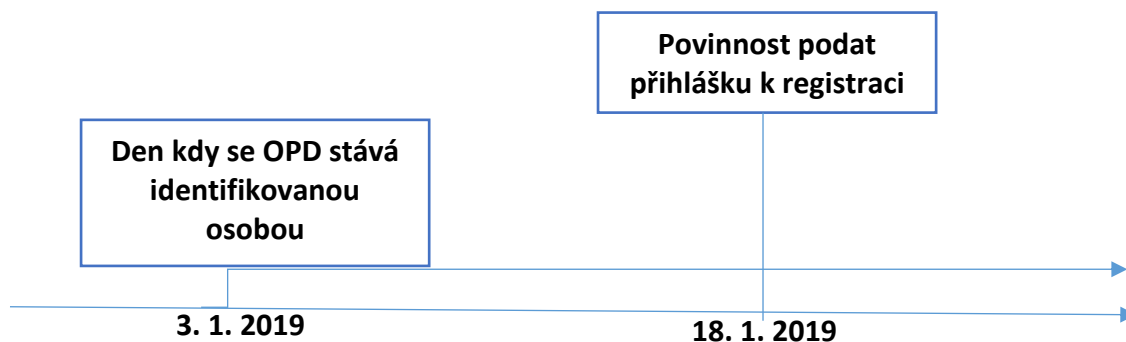 Povinnost podat
přihlášku k registraci
Den kdy se OPD stává
identifikovanou
osobou
3. 1. 2019
18. 1. 2019